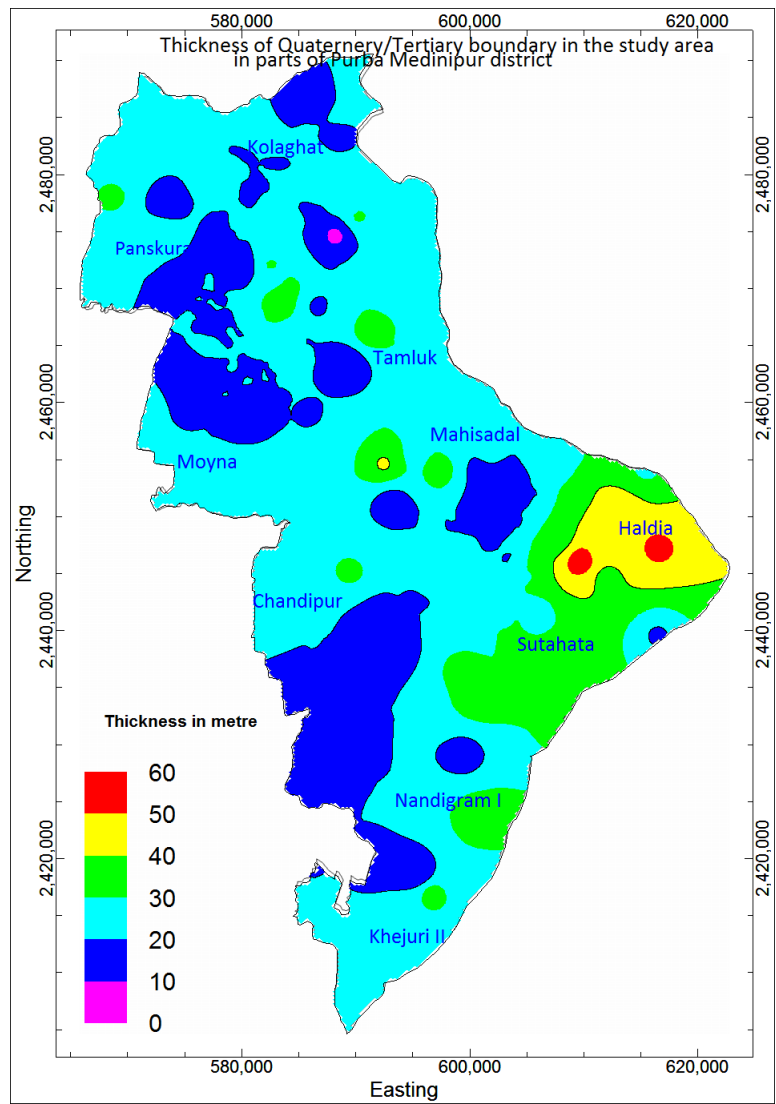 Thickness of Quaternery/Tertiary boundary in the study area
in parts of Purba Medinipur district
580,000
600,000
620,000
2,480,000
2,480,000
2,460,000
2,460,000
2,440,000
2,440,000
2,420,000
2,420,000
Kolaghat
Panskura
Tamluk
Mahisadal
Moyna
Haldia
Chandipur
Sutahata
Nandigram I
Khejuri II
Northing
Thickness in metre
60
50
40
30
20
10
0
580,000
600,000
620,000
Easting